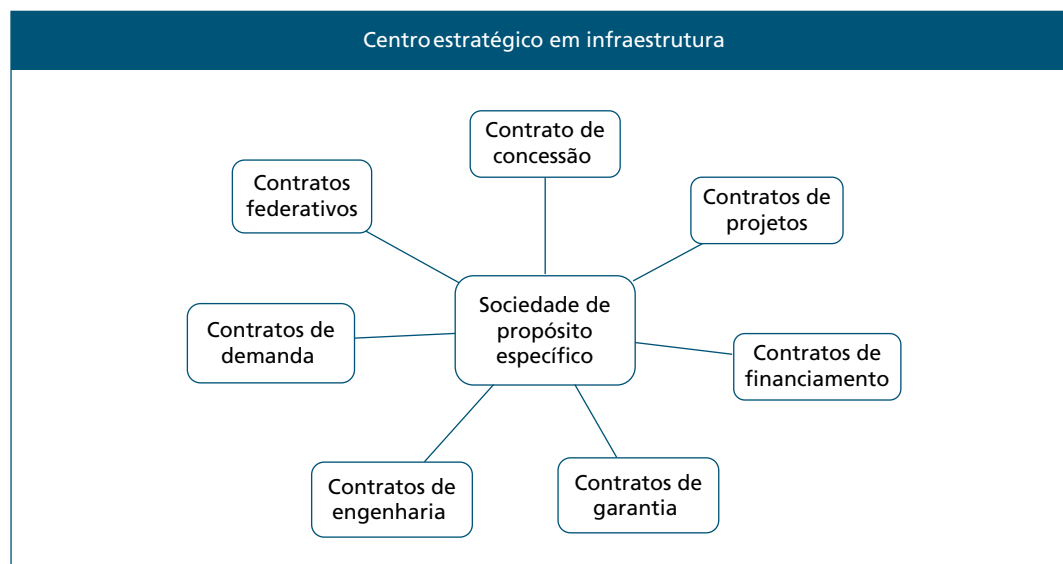 Centro estratégico em infraestrutura
Contrato de
concessão
Contratos
federativos
Contratos de
projetos
Sociedade de
propósito
específico
Contratos de
demanda
Contratos de
financiamento
Contratos de
engenharia
Contratos de
garantia